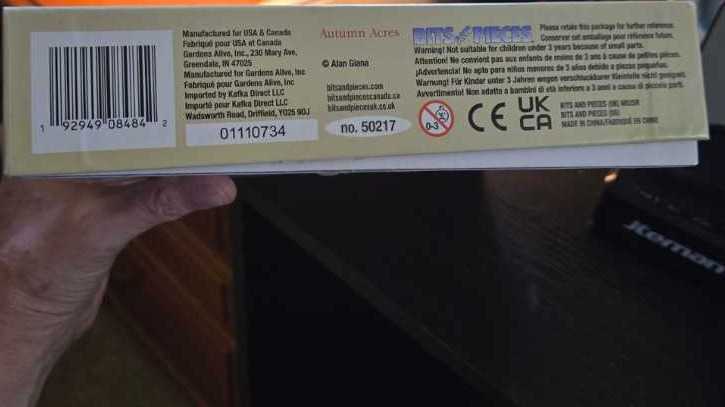 1 92949 08484 2
Manufactured for USA & Canada
Fabriqué pour USA et Canada
Gardens Alive, Inc., 230 Mary Ave,
Greendale, IN 47025
Manufactured for Gardens Alive, Inc
Fabriqué pour Gardens Alive, Inc
Imported by Kefka Direct LLC
Importé pour Kefka Direct LLC
Wadsworth Road, Driffield, YO25 9DJ
01110734
Autumn Acres
© Alan Giana
bitsandpieces.com
bitsandpiecescanada.ca
bitsandpiecesuk.co.uk
no. 50217
BITS and PIECES
Please retain this package for further reference.
Conserver cet emballage pour référence future.
Warning! Not suitable for children under 3 years because of small parts.
Attention! Ne convient pas aux enfants de moins de 3 ans à cause de petites pièces.
¡Advertencia! No apto para niños menores de 3 años debido a piezas pequeñas.
Warnung! Für Kinder unter 3 Jahren wegen verschluckbarer Kleinteile nicht geeignet.
Avvertimento! Non adatto a bambini di età inferiore a 3 anni a causa di piccole parti.
0-3
CE
UK
CA
BITS AND PIECES (UK)
BITS AND PIECES (UK)
MADE IN CHINA/FABRIQUÉ EN CHINE